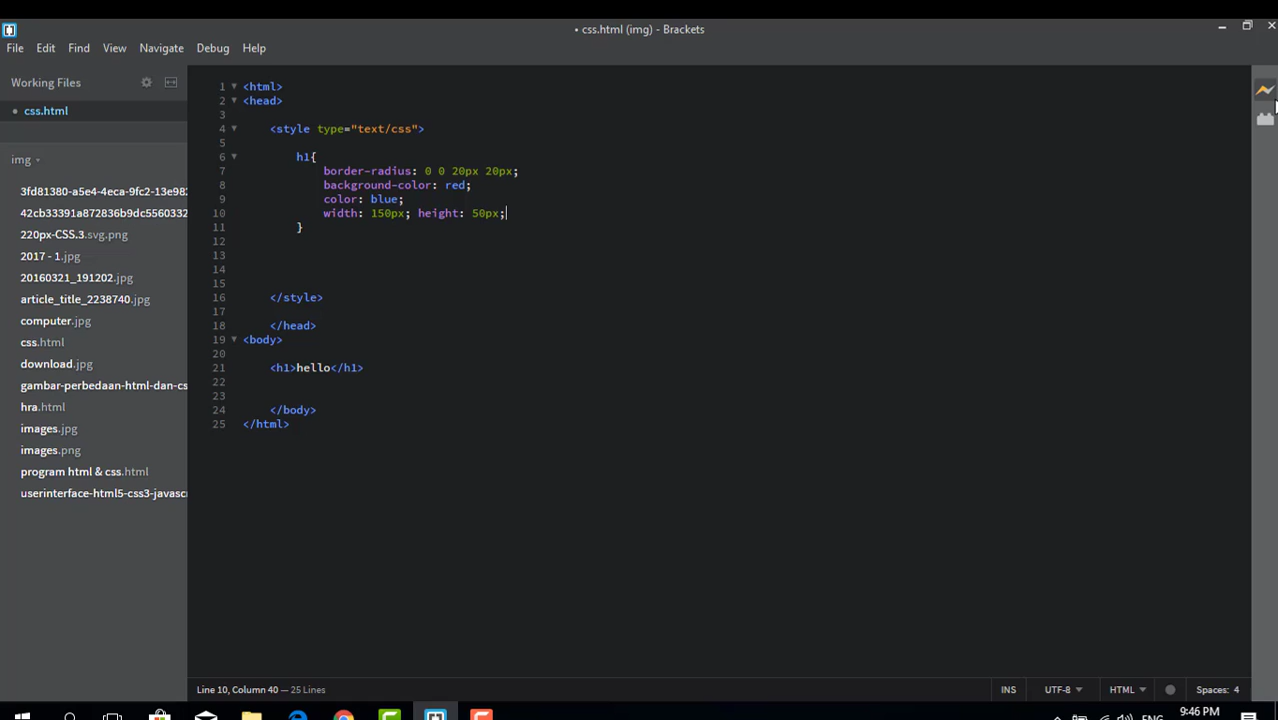 • css.html (img) - Brackets
File Edit View Navigate Debug Help
Working Files
• css.html
img
3fd81380-a5e4-4eca-9fc2-13e98
42cb33391a872836b9dc5560332
220px-CSS.3.svg.png
2017 - 1.jpg
20160321_191202.jpg
article_title_2238740.jpg
computer.jpg
css.html
download.jpg
gambar-perbedaan-html-dan-cs
hra.html
images.jpg
images.png
program html & css.html
userinterface-html5-css3-javasc
1 <html>
2 <head>
3
4 <style type="text/css">
5
6 h1{
7 border-radius: 0 0 20px 20px;
8 background-color: red;
9 color: blue;
10 width: 150px; height: 50px;
11 }
12
13
14
15
16 </style>
17
18 </head>
19 <body>
20
21 <h1>hello</h1>
22
23
24 </body>
25 </html>
Line 10, Column 40 — 25 Lines
INS UTF-8 HTML Spaces: 4
ENG 9:46 PM